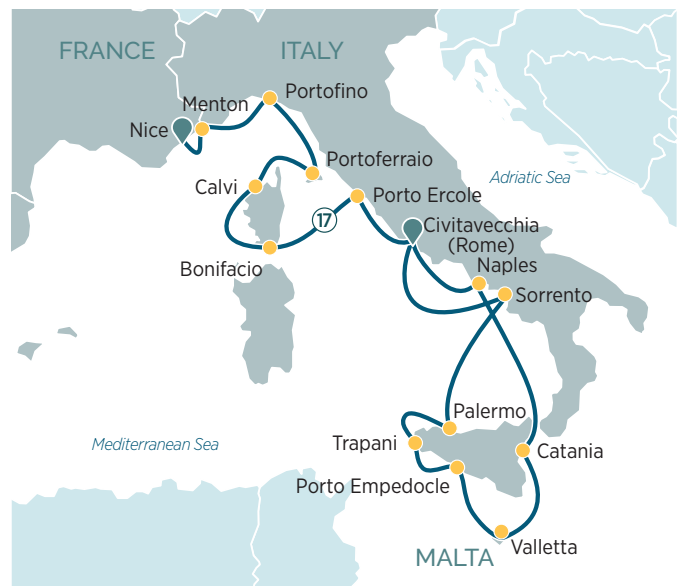 FRANCE
ITALY
Portofino
Menton
Nice
Portoferraio
Adriatic Sea
Calvi
Porto Ercole
17
Civitavecchia
(Rome)
Bonifacio
Naples
Sorrento
Palermo
Mediterranean Sea
Trapani
Catania
Porto Empedocle
Valletta
MALTA